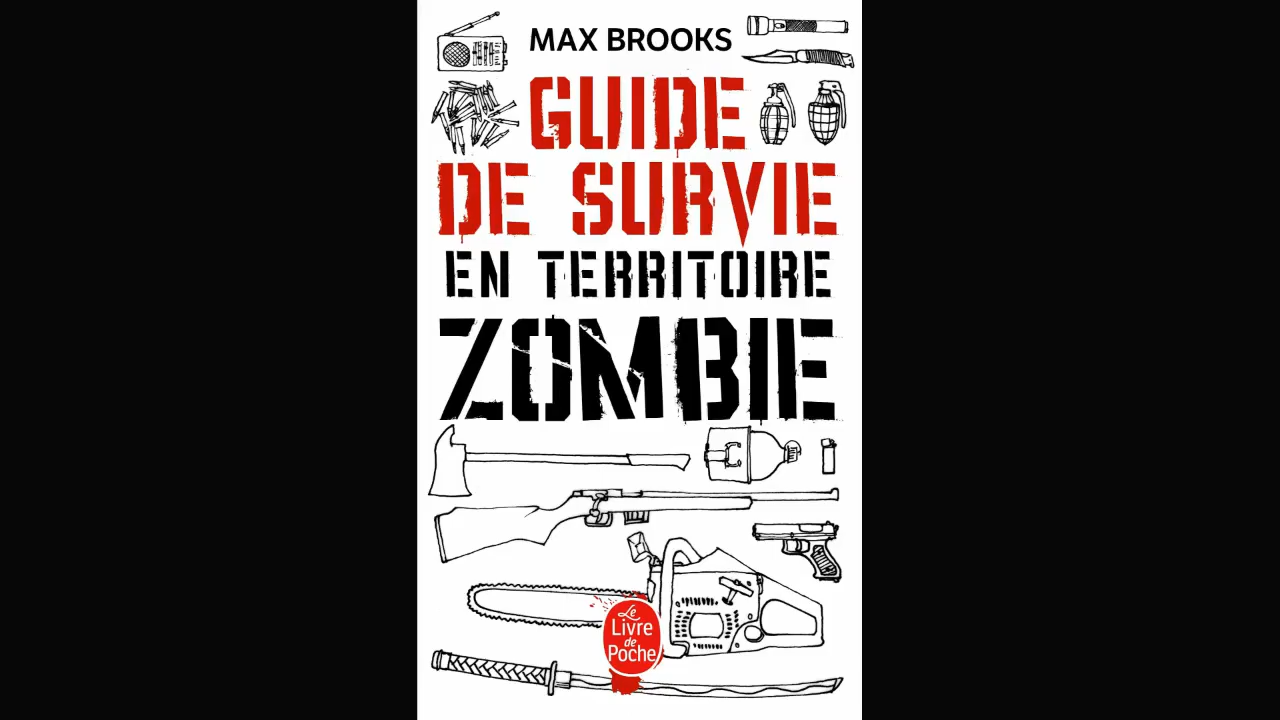 MAX BROOKS
GUIDE
DE SURVIE
EN TERRITOIRE
ZOMBIE
Le
Livre
de
Poche